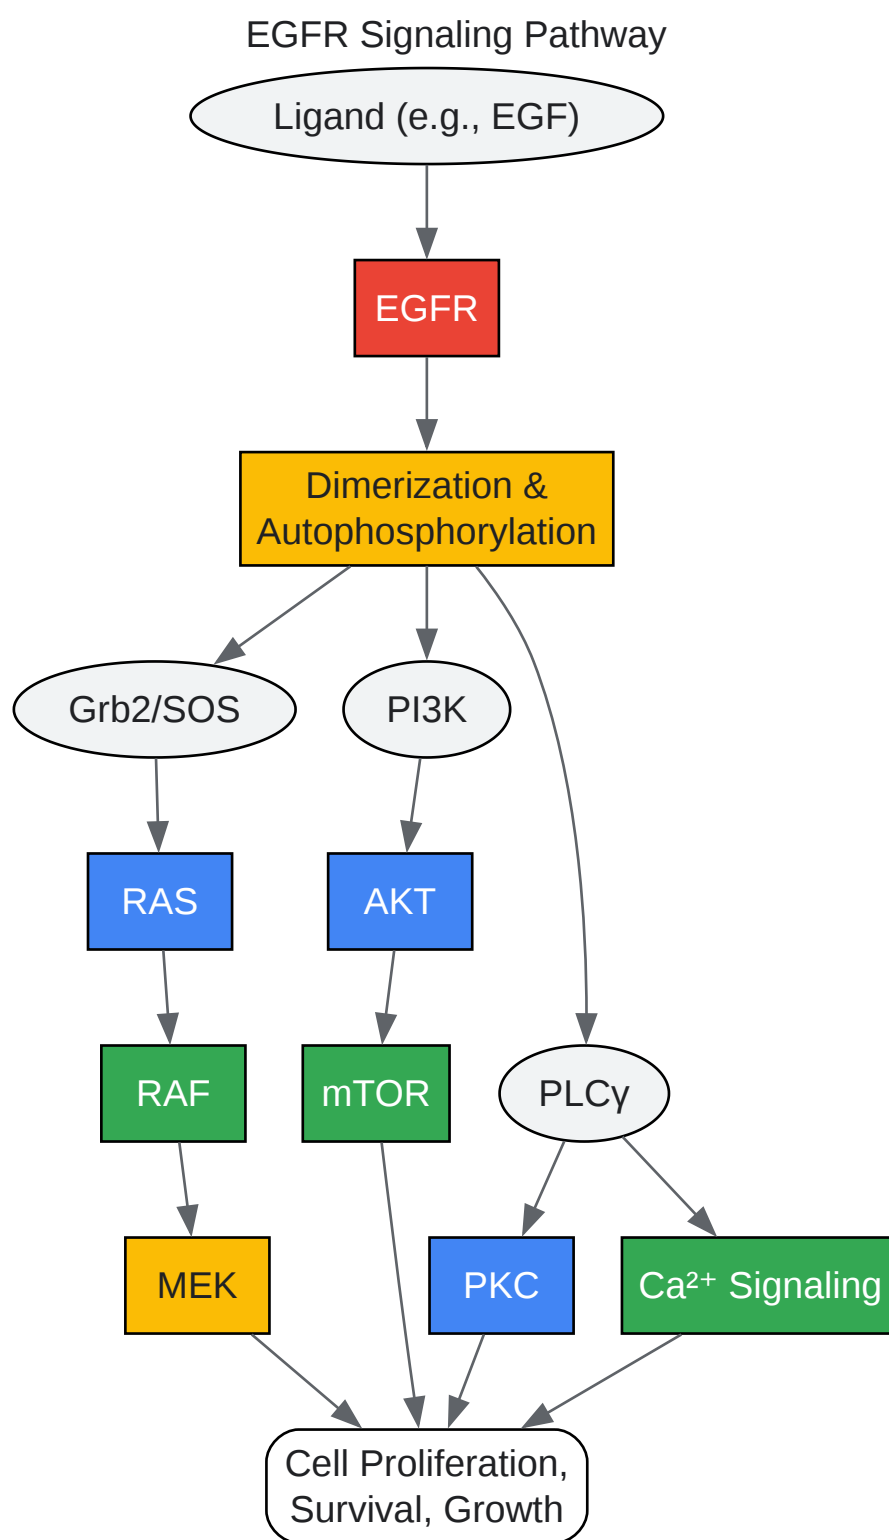 EGFR Signaling Pathway
Ligand (e.g., EGF)
EGFR
Dimerization &
Autophosphorylation
Grb2/SOS
PI3K
RAS
AKT
RAF
mTOR
PLCγ
MEK
PKC
Ca²⁺ Signaling
Cell Proliferation,
Survival, Growth